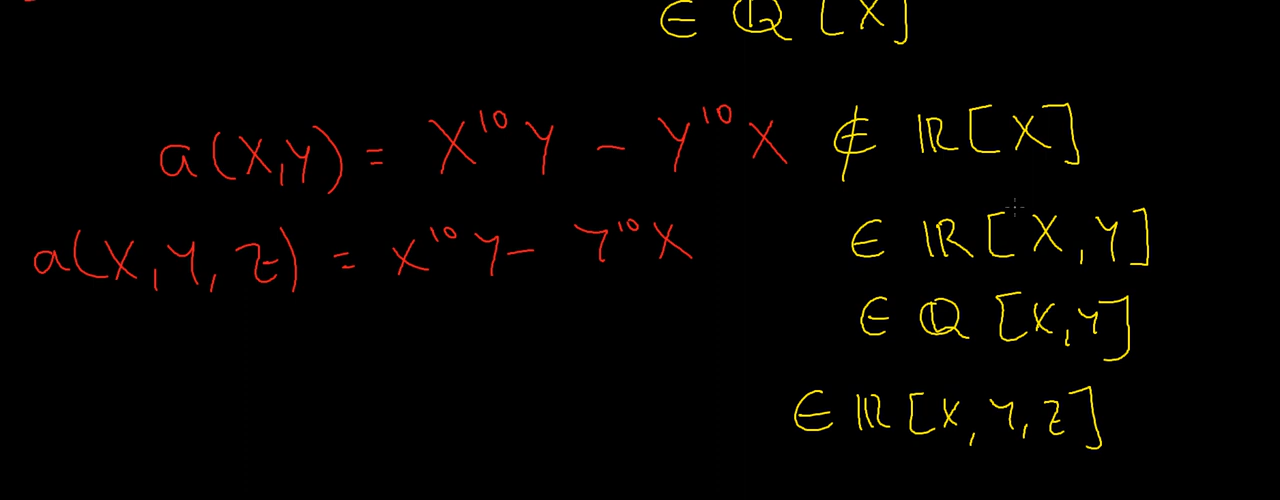 ∈ ℚ [X]
a(X,Y) = X¹⁰Y − Y¹⁰X ∉ ℝ[X]
∈ ℝ[X,Y]
a(X,Y,Z) = X¹⁰Y − Y¹⁰X
∈ ℚ [X,Y]
∈ ℝ[X,Y,Z]